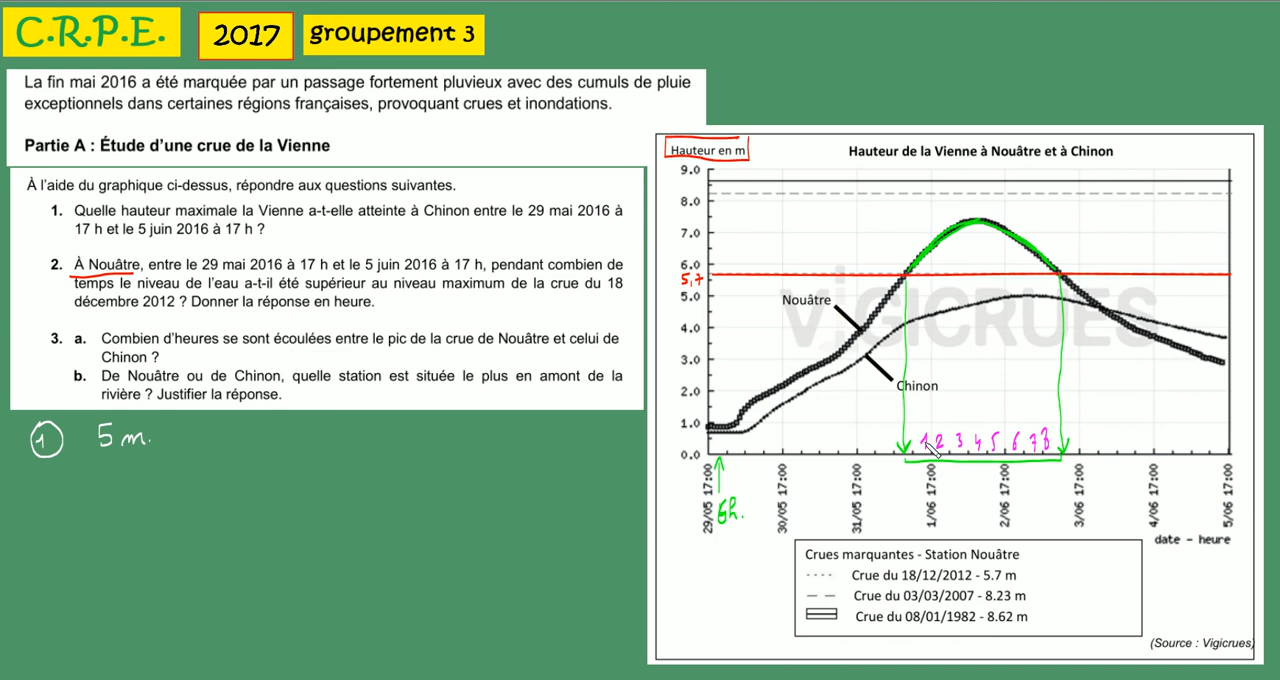 C.R.P.E.
2017
groupement 3
La fin mai 2016 a été marquée par un passage fortement pluvieux avec des cumuls de pluie
exceptionnels dans certaines régions françaises, provoquant crues et inondations.
Partie A : Étude d'une crue de la Vienne
À l'aide du graphique ci-dessus, répondre aux questions suivantes.
1. Quelle hauteur maximale la Vienne a-t-elle atteinte à Chinon entre le 29 mai 2016 à
17 h et le 5 juin 2016 à 17 h ?
2. À Nouâtre, entre le 29 mai 2016 à 17 h et le 5 juin 2016 à 17 h, pendant combien de
temps le niveau de l'eau a-t-il été supérieur au niveau maximum de la crue du 18
décembre 2012 ? Donner la réponse en heure.
3. a. Combien d'heures se sont écoulées entre le pic de la crue de Nouâtre et celui de
Chinon ?
b. De Nouâtre ou de Chinon, quelle station est située le plus en amont de la
rivière ? Justifier la réponse.
1 5 m.
Hauteur en m
Hauteur de la Vienne à Nouâtre et à Chinon
9.0
8.0
7.0
6.0
5,7
5.0
4.0
3.0
2.0
1.0
0.0
Nouâtre
Chinon
VIGICRUES
1 2 3 4 5 6 7 8
6h.
29/05 17:00
30/05 17:00
31/05 17:00
1/06 17:00
2/06 17:00
3/06 17:00
4/06 17:00
5/06 17:00
date - heure
Crues marquantes - Station Nouâtre
Crue du 18/12/2012 - 5.7 m
Crue du 03/03/2007 - 8.23 m
Crue du 08/01/1982 - 8.62 m
(Source : Vigicrues)